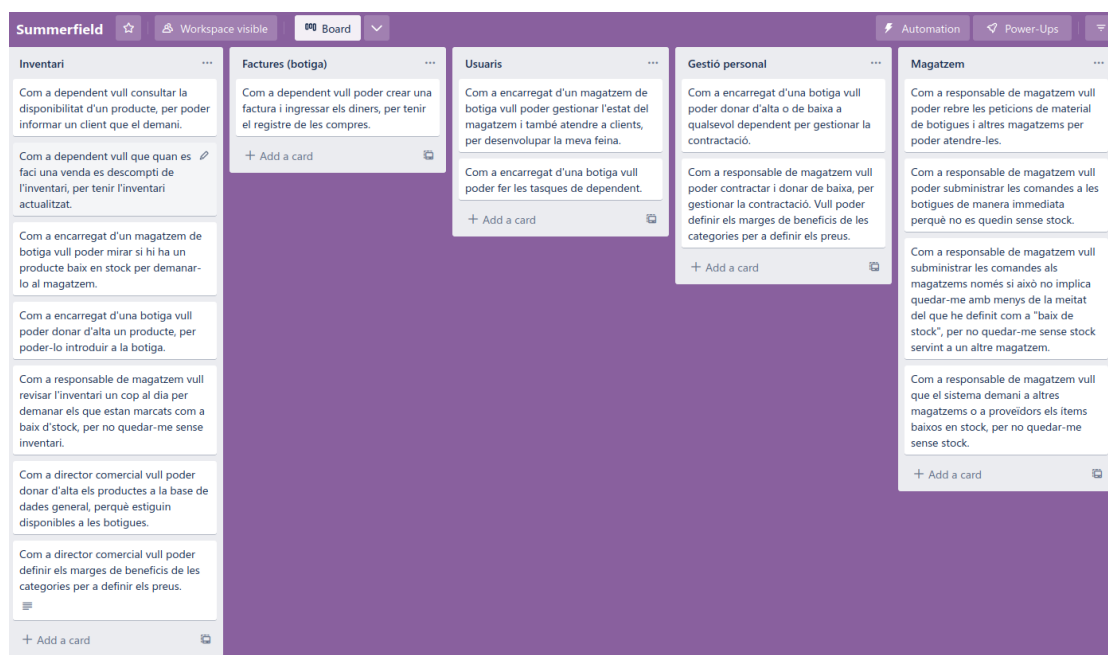 Summerfield
Workspace visible
Board
Automation
Power-Ups
Inventari
Com a dependent vull consultar la
disponibilitat d'un producte, per poder
informar un client que el demani.
Com a dependent vull que quan es
faci una venda es descompti de
l'inventari, per tenir l'inventari
actualitzat.
Com a encarregat d'un magatzem de
botiga vull poder mirar si hi ha un
producte baix en stock per demanar-
lo al magatzem.
Com a encarregat d'una botiga vull
poder donar d'alta un producte, per
poder-lo introduir a la botiga.
Com a responsable de magatzem vull
revisar l'inventari un cop al dia per
demanar els que estan marcats com a
baix d'stock, per no quedar-me sense
inventari.
Com a director comercial vull poder
donar d'alta els productes a la base de
dades general, perquè estiguin
disponibles a les botigues.
Com a director comercial vull poder
definir els marges de beneficis de les
categories per a definir els preus.
+ Add a card
Factures (botiga)
Com a dependent vull poder crear una
factura i ingressar els diners, per tenir
el registre de les compres.
+ Add a card
Usuaris
Com a encarregat d'un magatzem de
botiga vull poder gestionar l'estat del
magatzem i també atendre a clients,
per desenvolupar la meva feina.
Com a encarregat d'una botiga vull
poder fer les tasques de dependent.
+ Add a card
Gestió personal
Com a encarregat d'una botiga vull
poder donar d'alta o de baixa a
qualsevol dependent per gestionar la
contractació.
Com a responsable de magatzem vull
poder contractar i donar de baixa, per
gestionar la contractació. Vull poder
definir els marges de beneficis de les
categories per a definir els preus.
+ Add a card
Magatzem
Com a responsable de magatzem vull
poder rebre les peticions de material
de botigues i altres magatzems per
poder atendre-les.
Com a responsable de magatzem vull
poder subministrar les comandes a les
botigues de manera immediata
perquè no es quedin sense stock.
Com a responsable de magatzem vull
subministrar les comandes als
magatzems només si això no implica
quedar-me amb menys de la meitat
del que he definit com a "baix de
stock", per no quedar-me sense stock
servint a un altre magatzem.
Com a responsable de magatzem vull
que el sistema demani a altres
magatzems o a proveïdors els ítems
baixos en stock, per no quedar-me
sense stock.
+ Add a card